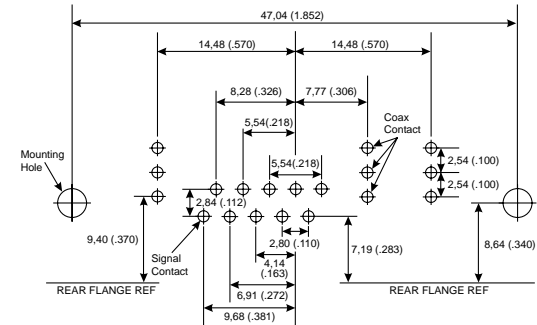 47,04 (1.852)
14,48 (.570)
14,48 (.570)
8,28 (.326)
7,77 (.306)
5,54(.218)
Coax
Contact
Mounting
Hole
5,54(.218)
2,54 (.100)
2,54 (.100)
2,84 (.112)
9,40 (.370)
Signal
Contact
2,80 (.110)
7,19 (.283)
8,64 (.340)
4,14
(.163)
REAR FLANGE REF
REAR FLANGE REF
6,91 (.272)
9,68 (.381)